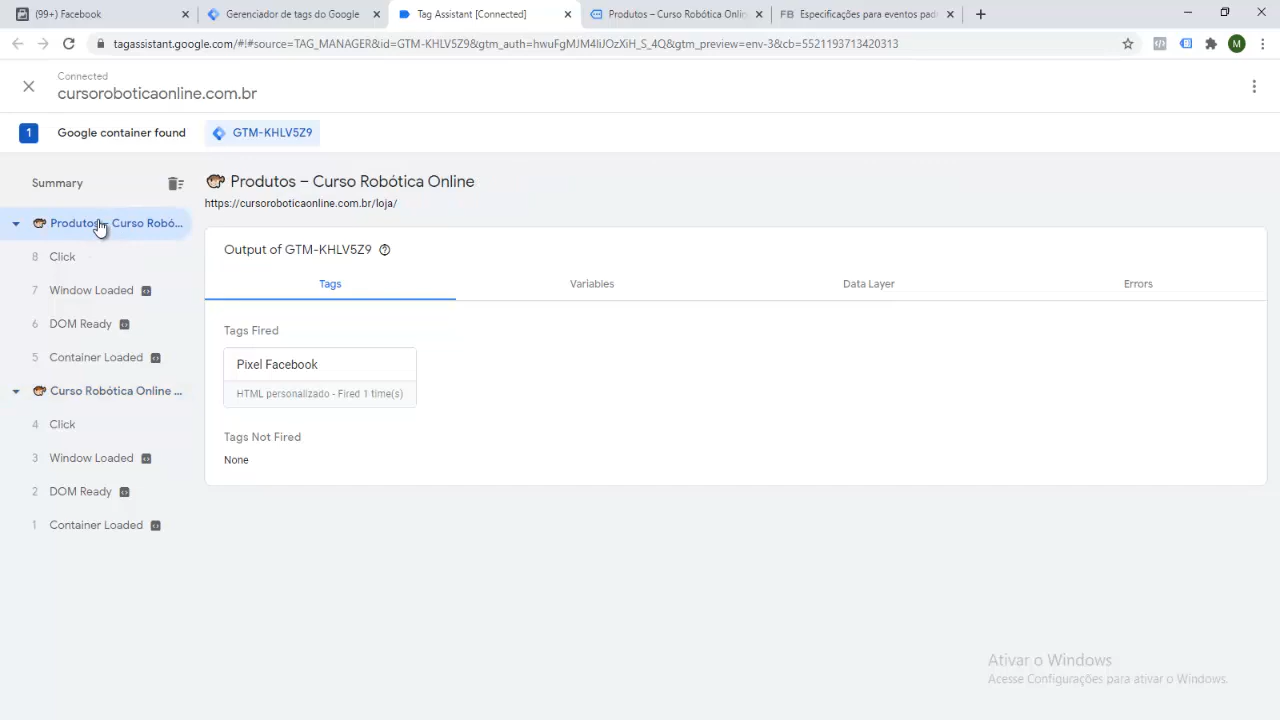 (99+) Facebook
Gerenciador de tags do Google
Tag Assistant [Connected]
Produtos – Curso Robótica Onlin
FB Especificações para eventos pad
tagassistant.google.com/#!#source=TAG_MANAGER&id=GTM-KHLV5Z9&gtm_auth=hwuFgMJM4IiJOzXiH_S_4Q&gtm_preview=env-3&cb=5521193713420313
M
Connected
cursoroboticaonline.com.br
1 Google container found GTM-KHLV5Z9
Summary
Produtos – Curso Robó...
8 Click
7 Window Loaded
6 DOM Ready
5 Container Loaded
Curso Robótica Online ...
4 Click
3 Window Loaded
2 DOM Ready
1 Container Loaded
Produtos – Curso Robótica Online
https://cursoroboticaonline.com.br/loja/
Output of GTM-KHLV5Z9
Tags Variables Data Layer Errors
Tags Fired
Pixel Facebook
HTML personalizado - Fired 1 time(s)
Tags Not Fired
None
Ativar o Windows
Acesse Configurações para ativar o Windows.